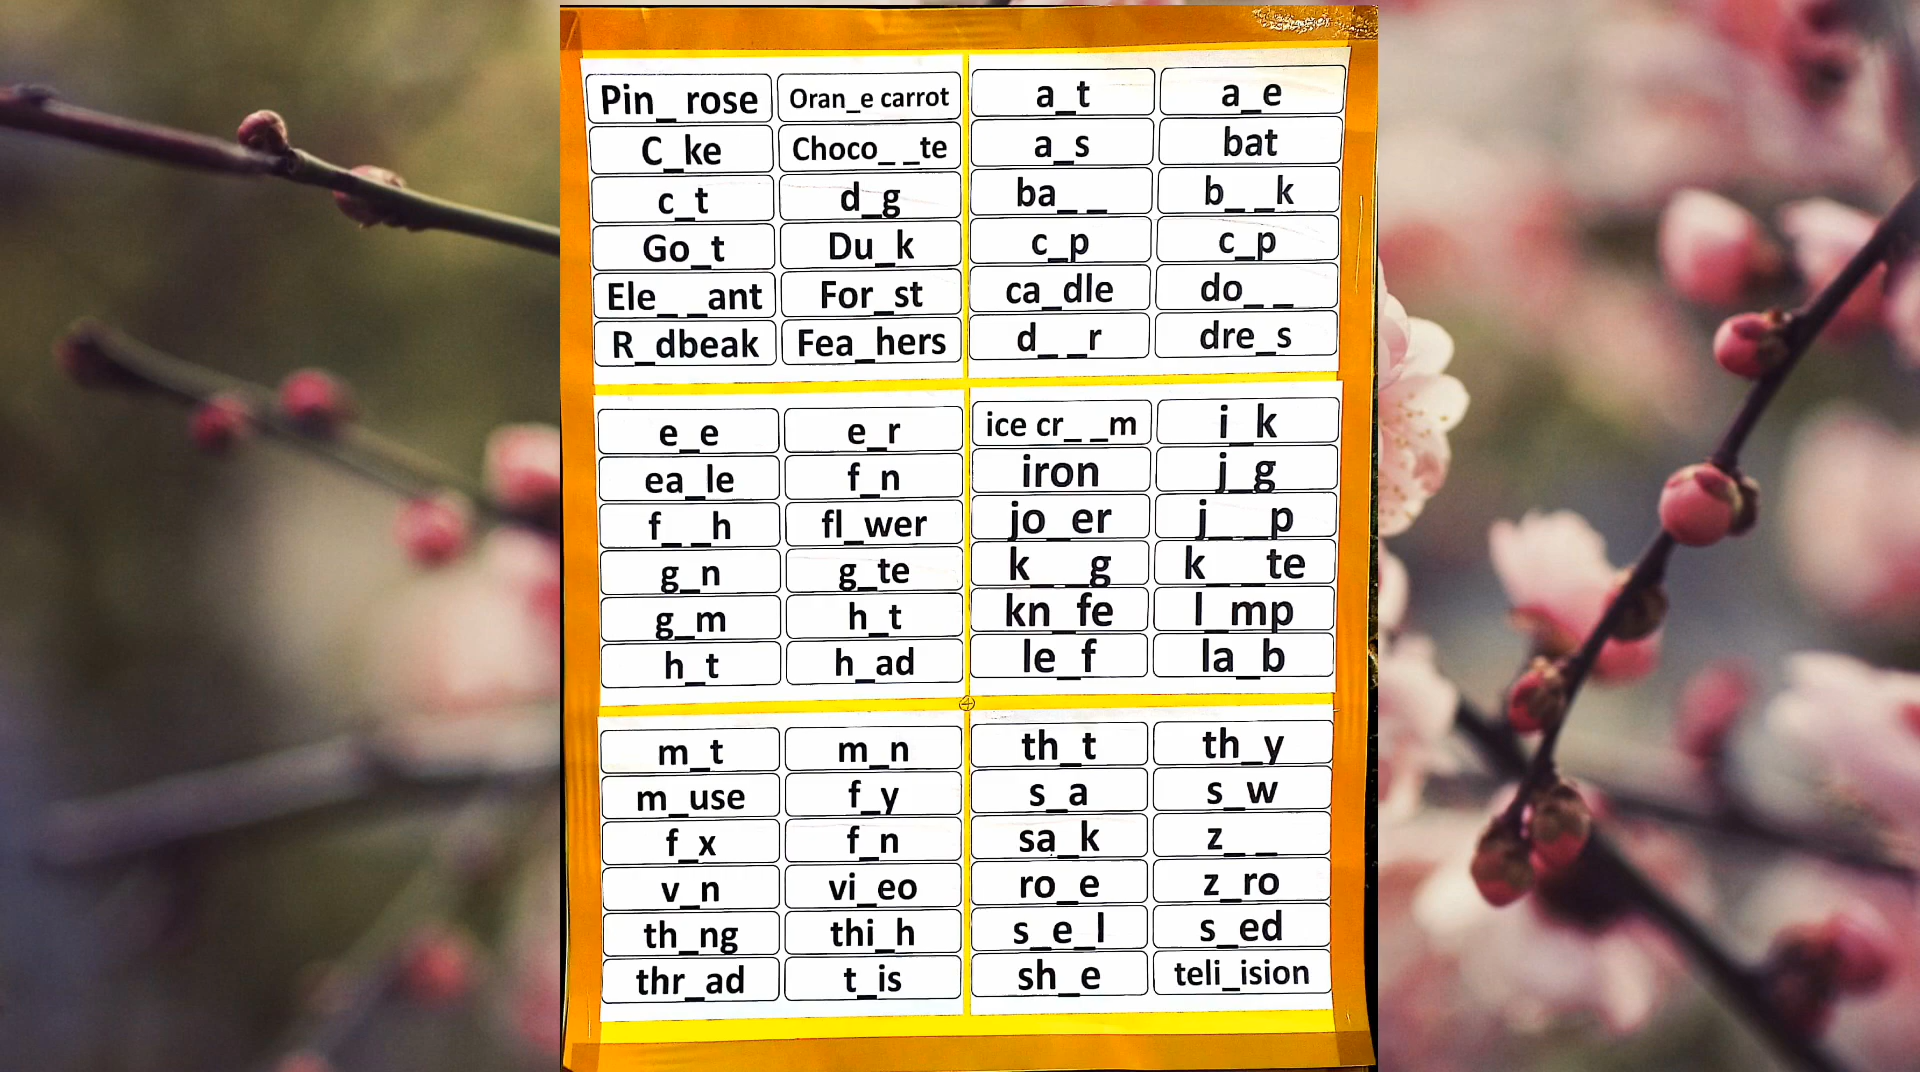 Pin_ rose
Oran_e carrot
C_ke
Choco_ _te
c_t
d_g
Go_t
Du_k
Ele_ _ant
For_st
R_dbeak
Fea_hers
a_t
a_e
a_s
bat
ba_ _
b_ _k
c_p
c_p
ca_dle
do_ _
d_ _r
dre_s
e_e
e_r
ea_le
f_n
f_ _h
fl_wer
g_n
g_te
g_m
h_t
h_t
h_ad
ice cr_ _m
i_k
iron
j_g
jo_er
j_ _p
k_ _g
k_ _te
kn_fe
l_mp
le_f
la_b
4
m_t
m_n
m_use
f_y
f_x
f_n
v_n
vi_eo
th_ng
thi_h
thr_ad
t_is
th_t
th_y
s_a
s_w
sa_k
z_ _
ro_e
z_ro
s_e_l
s_ed
sh_e
teli_ision